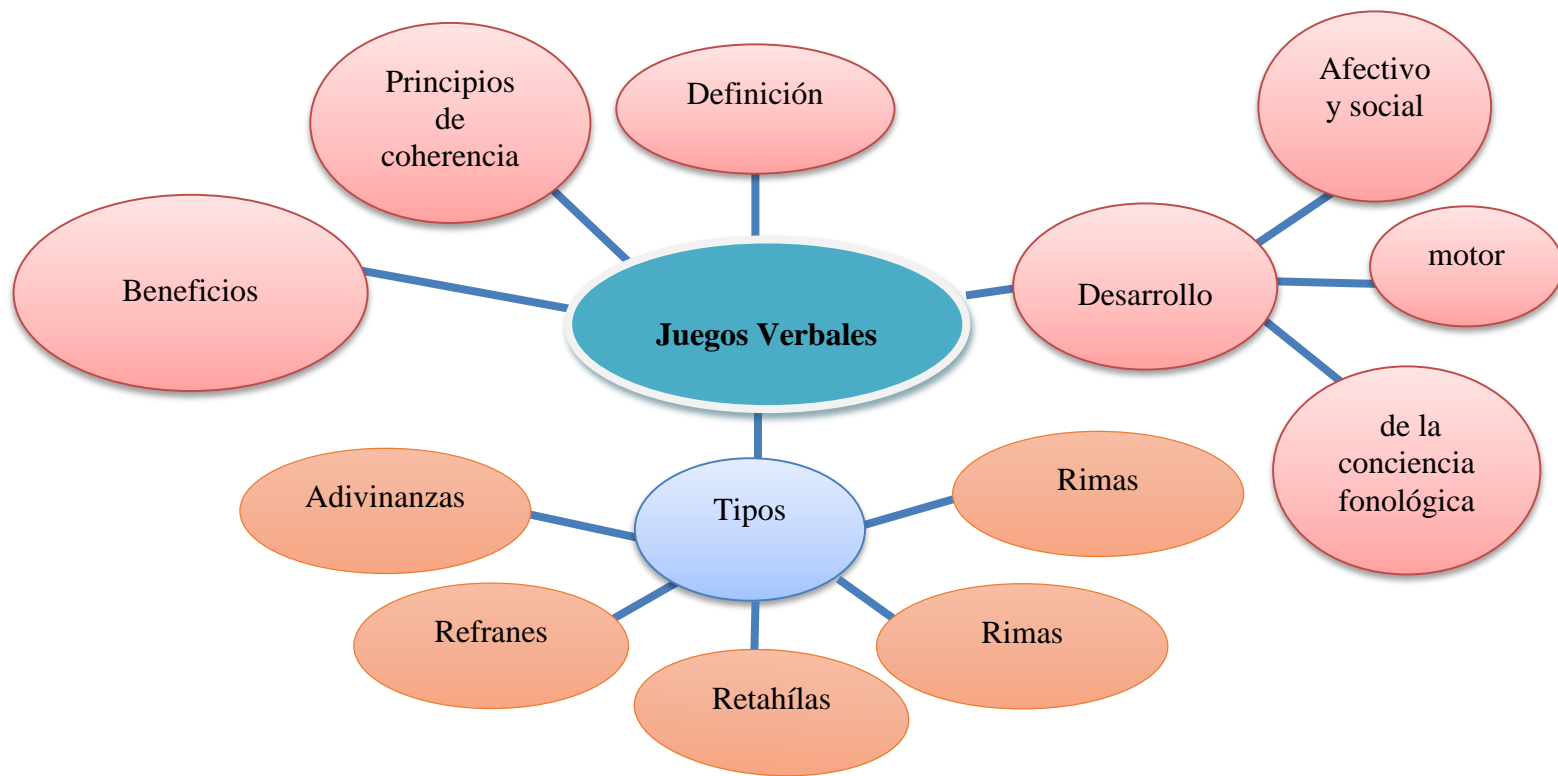 Principios
de
coherencia
Definición
Afectivo
y social
Beneficios
Juegos Verbales
Desarrollo
motor
de la
conciencia
fonológica
Adivinanzas
Tipos
Rimas
Refranes
Retahílas
Rimas